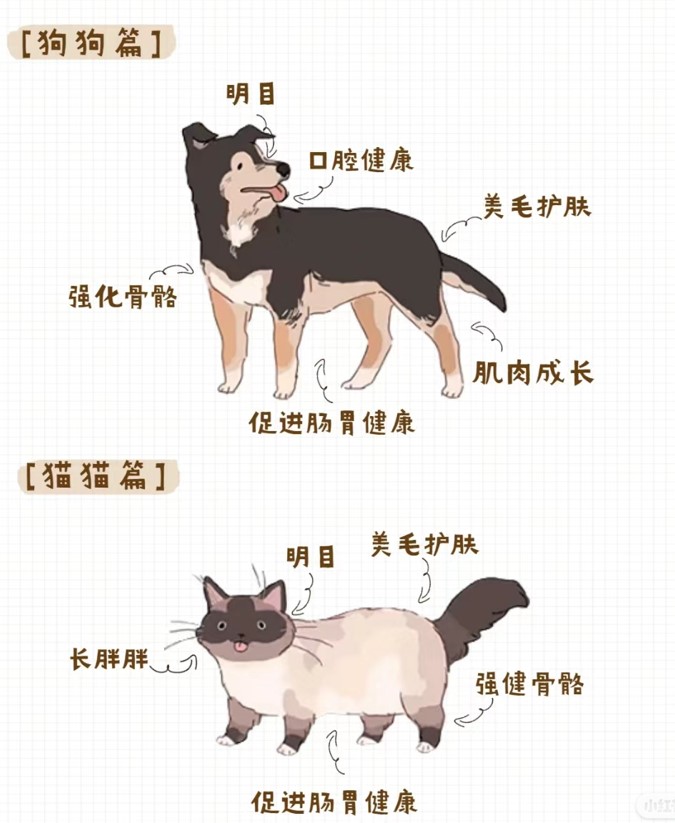 [狗狗篇]
明目
口腔健康
美毛护肤
强化骨骼
肌肉成长
促进肠胃健康
[猫猫篇]
明目
美毛护肤
长胖胖
强健骨骼
促进肠胃健康